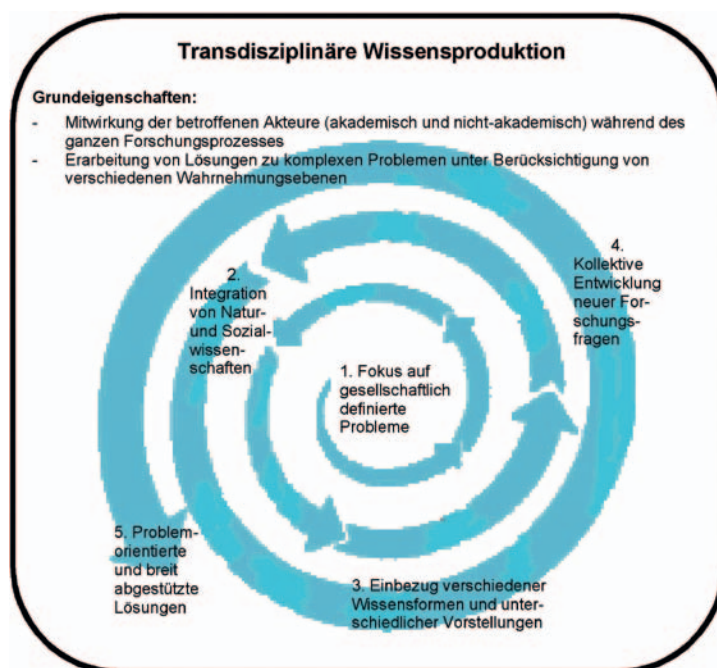 Transdisziplinäre Wissensproduktion
Grundeigenschaften:
- Mitwirkung der betroffenen Akteure (akademisch und nicht-akademisch) während des
ganzen Forschungsprozesses
- Erarbeitung von Lösungen zu komplexen Problemen unter Berücksichtigung von
verschiedenen Wahrnehmungsebenen
1. Fokus auf
gesellschaftlich
definierte
Probleme
2.
Integration
von Natur-
und Sozial-
wissen-
schaften
3. Einbezug verschiedener
Wissensformen und unter-
schiedlicher Vorstellungen
4.
Kollektive
Entwicklung
neuer For-
schungs-
fragen
5. Problem-
orientierte
und breit
abgestützte
Lösungen